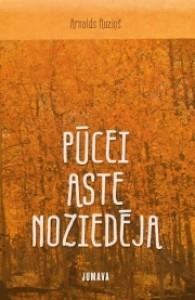 Arnolds Auziņš
PŪCEI
ASTE
NOZIEDĒJA
JUMAVA